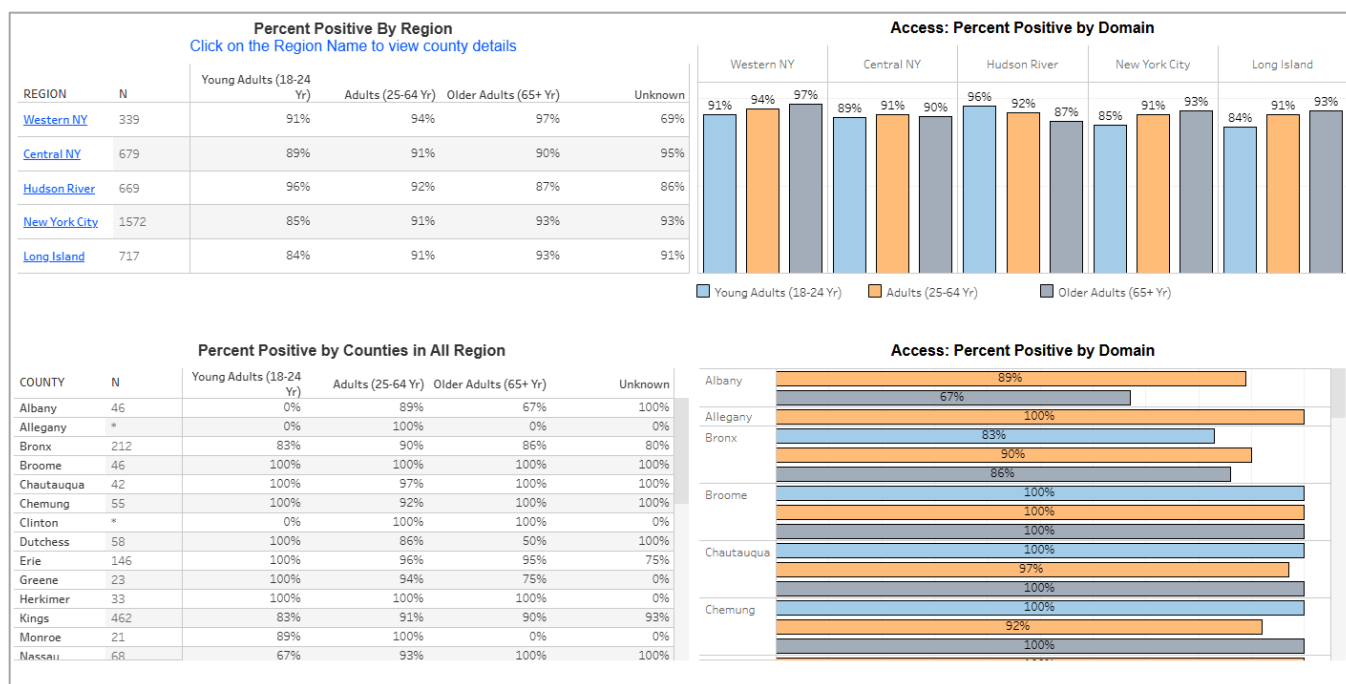 Percent Positive By Region
Click on the Region Name to view county details
REGION N Young Adults (18-24 Yr) Adults (25-64 Yr) Older Adults (65+ Yr) Unknown
Western NY 339 91% 94% 97% 69%
Central NY 679 89% 91% 90% 95%
Hudson River 669 96% 92% 87% 86%
New York City 1572 85% 91% 93% 93%
Long Island 717 84% 91% 93% 91%
Access: Percent Positive by Domain
Western NY Central NY Hudson River New York City Long Island
91% 94% 97% 89% 91% 90% 96% 92% 87% 85% 91% 93% 84% 91% 93%
Young Adults (18-24 Yr) Adults (25-64 Yr) Older Adults (65+ Yr)
Percent Positive by Counties in All Region
COUNTY N Young Adults (18-24 Yr) Adults (25-64 Yr) Older Adults (65+ Yr) Unknown
Albany 46 0% 89% 67% 100%
Allegany * 0% 100% 0% 0%
Bronx 212 83% 90% 86% 80%
Broome 46 100% 100% 100% 100%
Chautauqua 42 100% 97% 100% 100%
Chemung 55 100% 92% 100% 100%
Clinton * 0% 100% 100% 0%
Dutchess 58 100% 86% 50% 100%
Erie 146 100% 96% 95% 75%
Greene 23 100% 94% 75% 0%
Herkimer 33 100% 100% 100% 0%
Kings 462 83% 91% 90% 93%
Monroe 21 89% 100% 0% 0%
Nassau 68 67% 93% 100% 100%
Access: Percent Positive by Domain
Albany 89%
67%
Allegany 100%
Bronx 83%
90%
86%
Broome 100%
100%
100%
Chautauqua 100%
97%
100%
Chemung 100%
92%
100%
100%